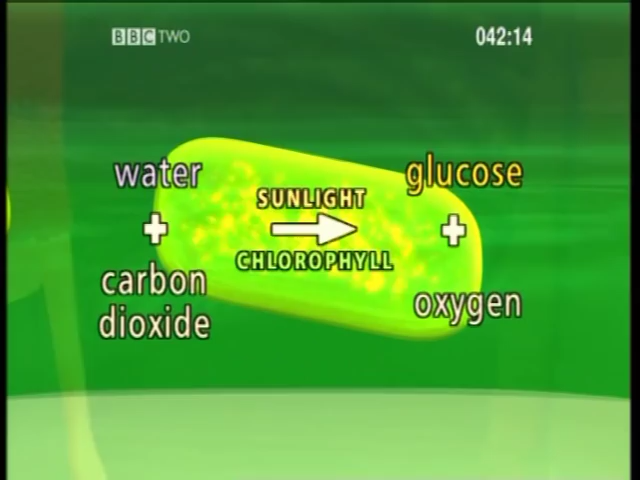 BBC TWO
042:14
water
+
carbon
dioxide
SUNLIGHT
CHLOROPHYLL
glucose
+
oxygen